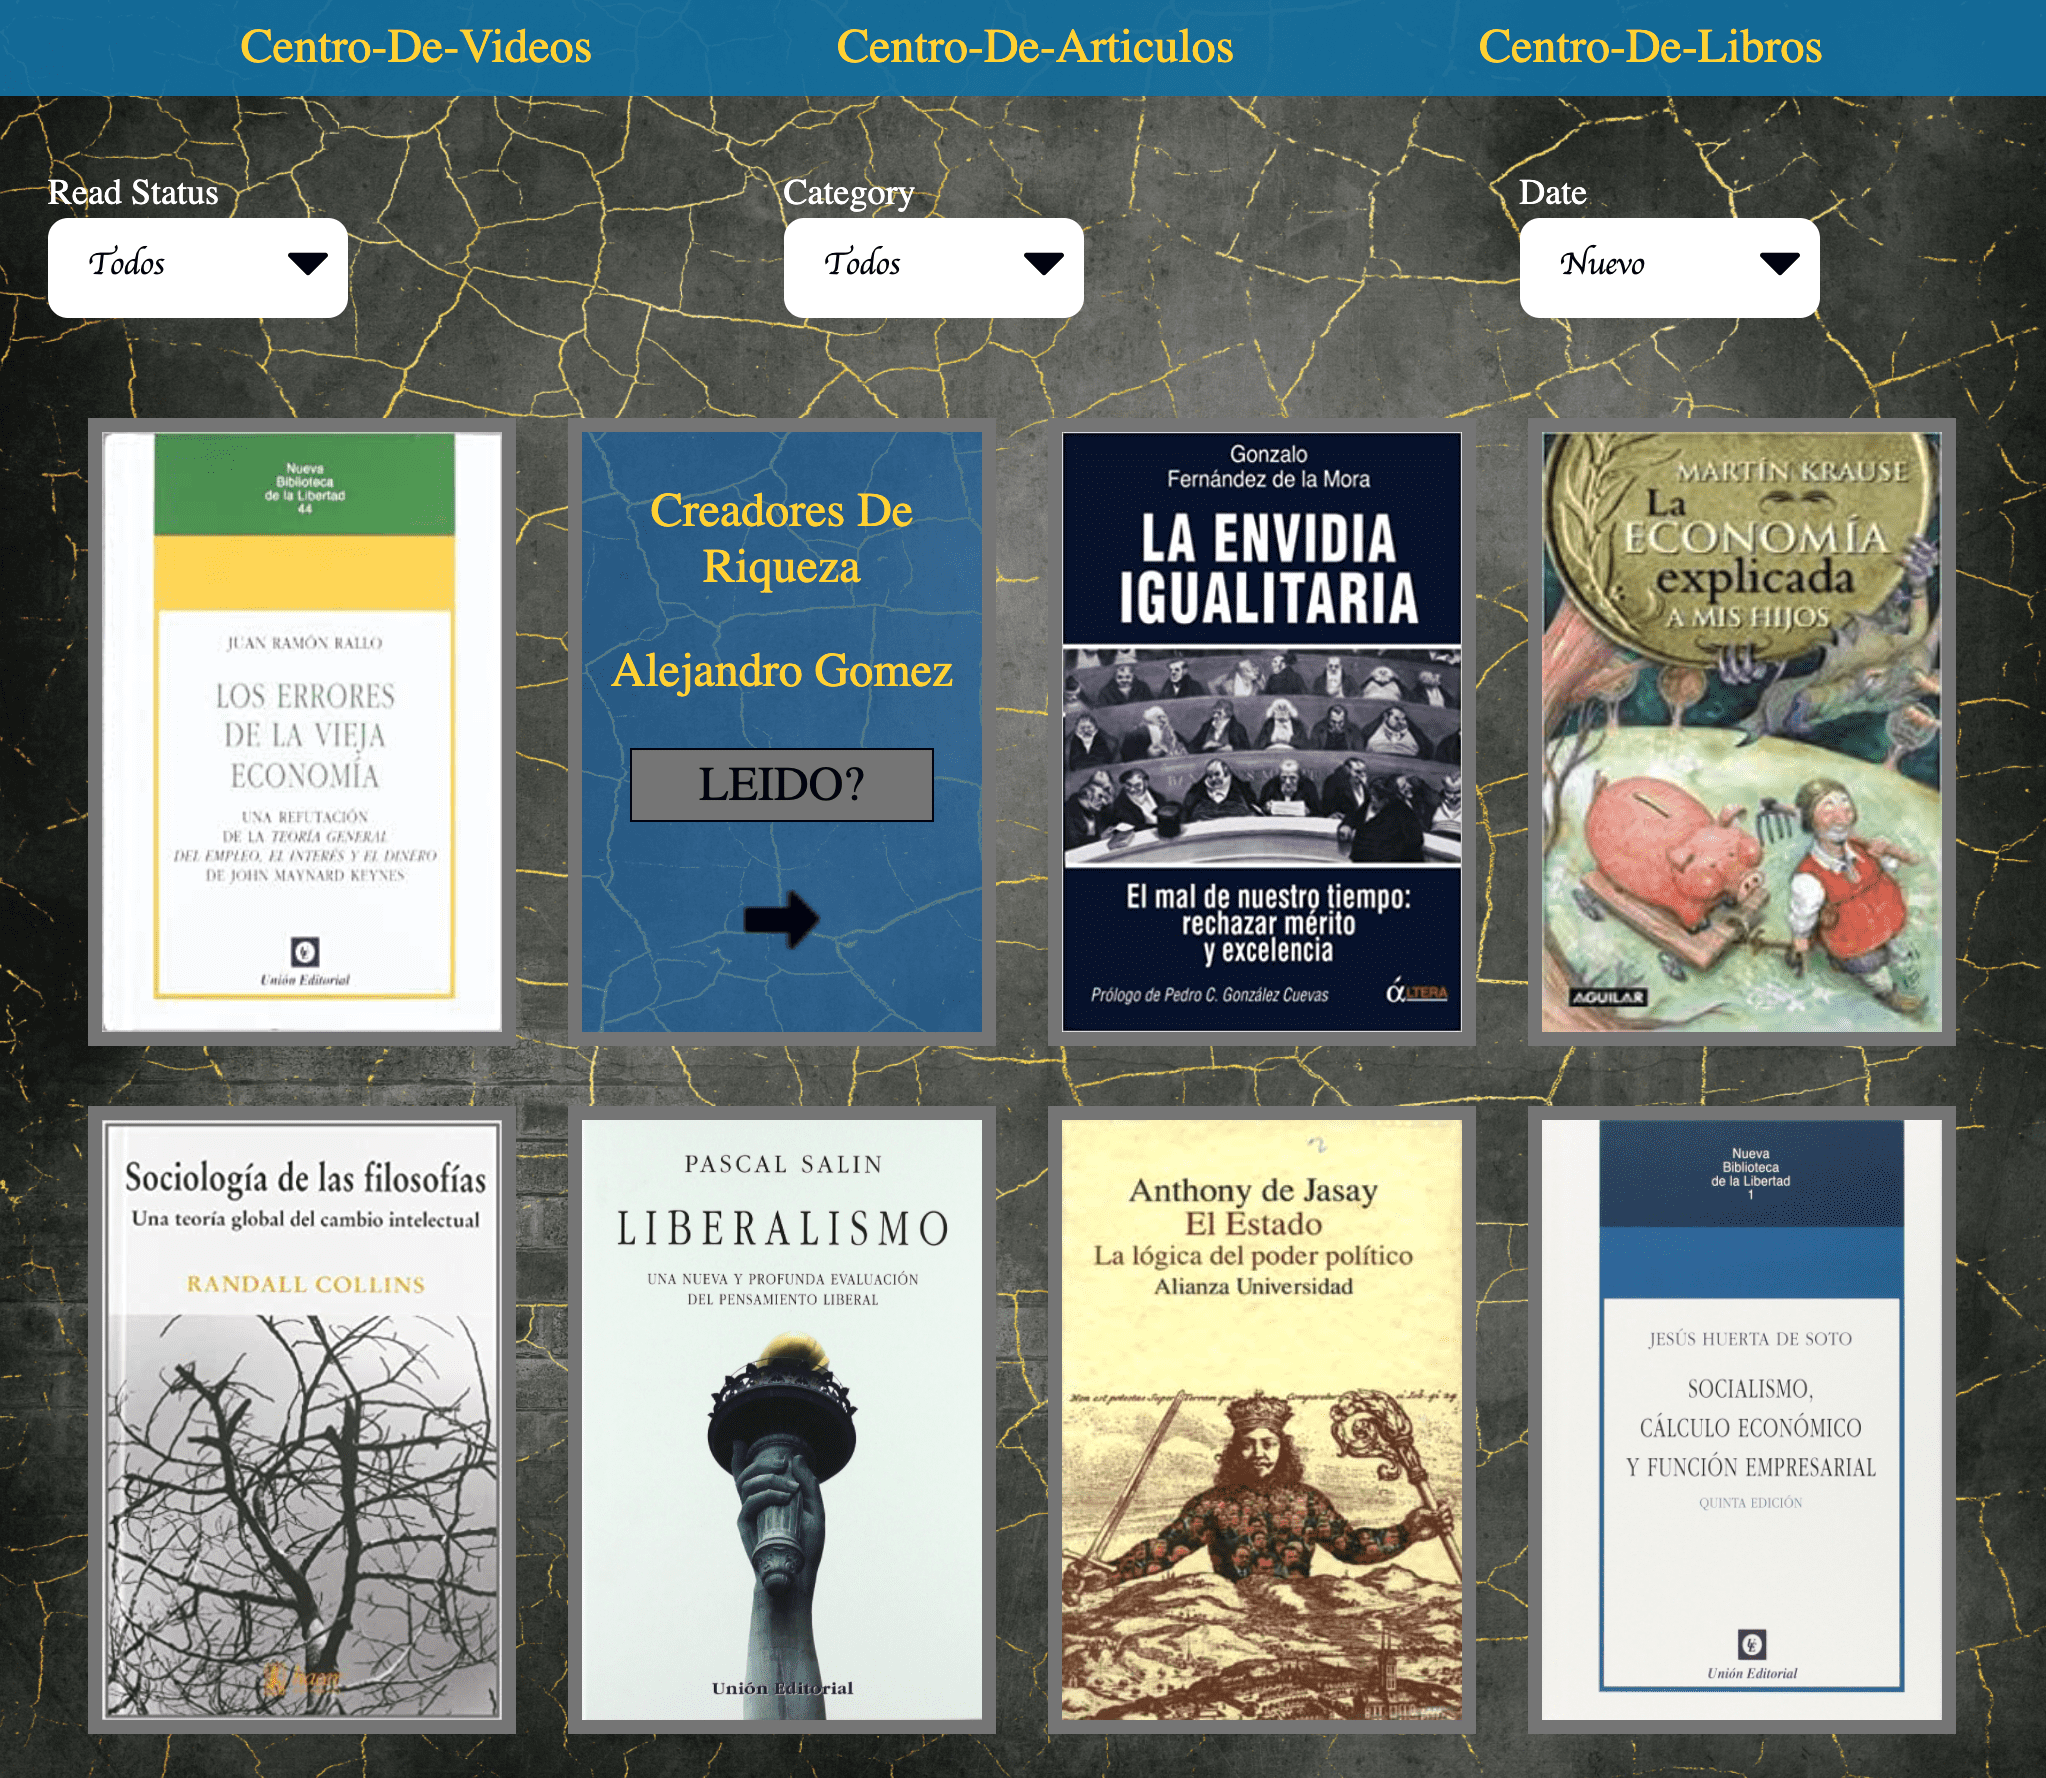 Centro-De-Videos
Centro-De-Articulos
Centro-De-Libros
Read Status
Todos
Category
Todos
Date
Nuevo
Nueva
Biblioteca
de la Libertad
44
JUAN RAMÓN RALLO
LOS ERRORES
DE LA VIEJA
ECONOMÍA
UNA REFUTACIÓN
DE LA TEORÍA GENERAL
DEL EMPLEO, EL INTERÉS Y EL DINERO
DE JOHN MAYNARD KEYNES
Unión Editorial
Creadores De
Riqueza
Alejandro Gomez
LEIDO?
Gonzalo
Fernández de la Mora
LA ENVIDIA
IGUALITARIA
El mal de nuestro tiempo:
rechazar mérito
y excelencia
Prólogo de Pedro C. González Cuevas
áLTERA
MARTÍN KRAUSE
La
ECONOMÍA
explicada
A MIS HIJOS
AGUILAR
Sociología de las filosofías
Una teoría global del cambio intelectual
RANDALL COLLINS
PASCAL SALIN
LIBERALISMO
UNA NUEVA Y PROFUNDA EVALUACIÓN
DEL PENSAMIENTO LIBERAL
Unión Editorial
Anthony de Jasay
El Estado
La lógica del poder político
Alianza Universidad
Non est potestas Super Terram quae Comparetur ei
Nueva
Biblioteca
de la Libertad
1
JESÚS HUERTA DE SOTO
SOCIALISMO,
CÁLCULO ECONÓMICO
Y FUNCIÓN EMPRESARIAL
QUINTA EDICIÓN
Unión Editorial